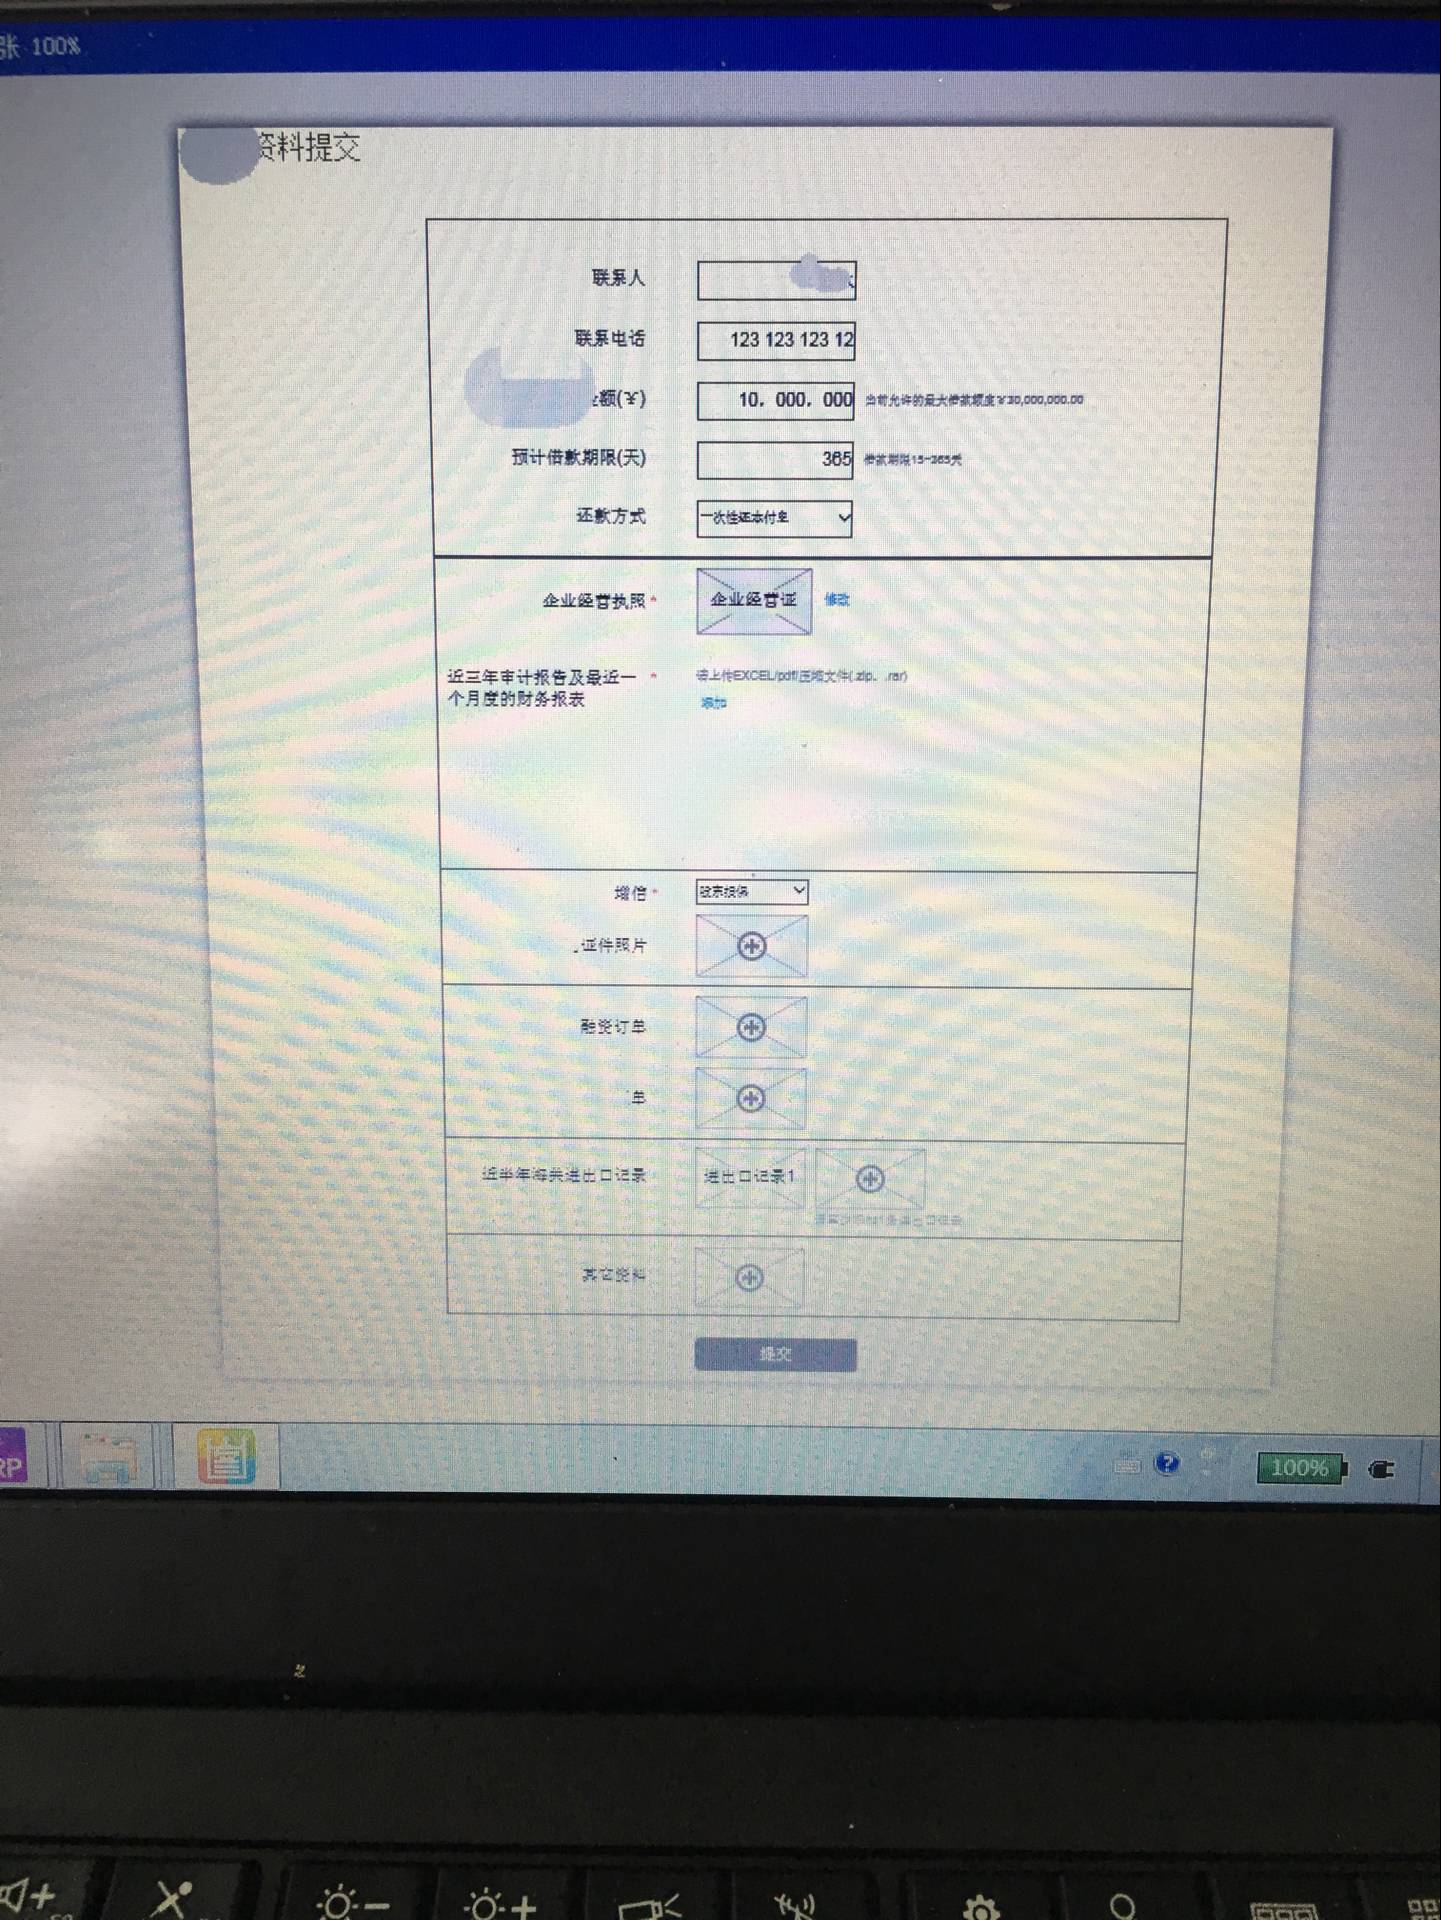 张 100%
资料提交
联系人
联系电话 123 123 123 12
额(¥) 10，000，000 当前允许的最大借款额度¥30,000,000.00
预计借款期限(天) 365 借款期限15-365天
还款方式 一次性还本付息
企业经营执照* 企业经营证 修改
近三年审计报告及最近一 * 请上传EXCEL/pdf/压缩文件(.zip、.rar)
个月度的财务报表 添加
增信* 股东担保
证件照片
融资订单
单
近半年海关进出口记录 进出口记录1
其它资料
提交
RP
100%